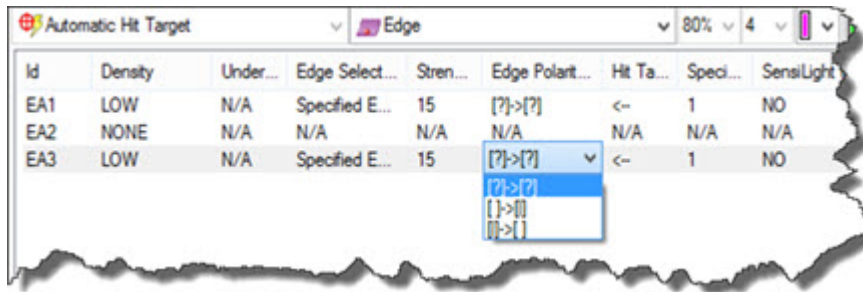 Automatic Hit Target Edge 80% 4
Id Density Under... Edge Select... Stren... Edge Polarit... Hit Ta... Speci... SensiLight
EA1 LOW N/A Specified E... 15 [?]->[?] <-- 1 NO
EA2 NONE N/A N/A N/A N/A N/A N/A N/A
EA3 LOW N/A Specified E... 15 [?]->[?] <-- 1 NO
[?]->[?]
[ ]->[|]
[|]->[ ]